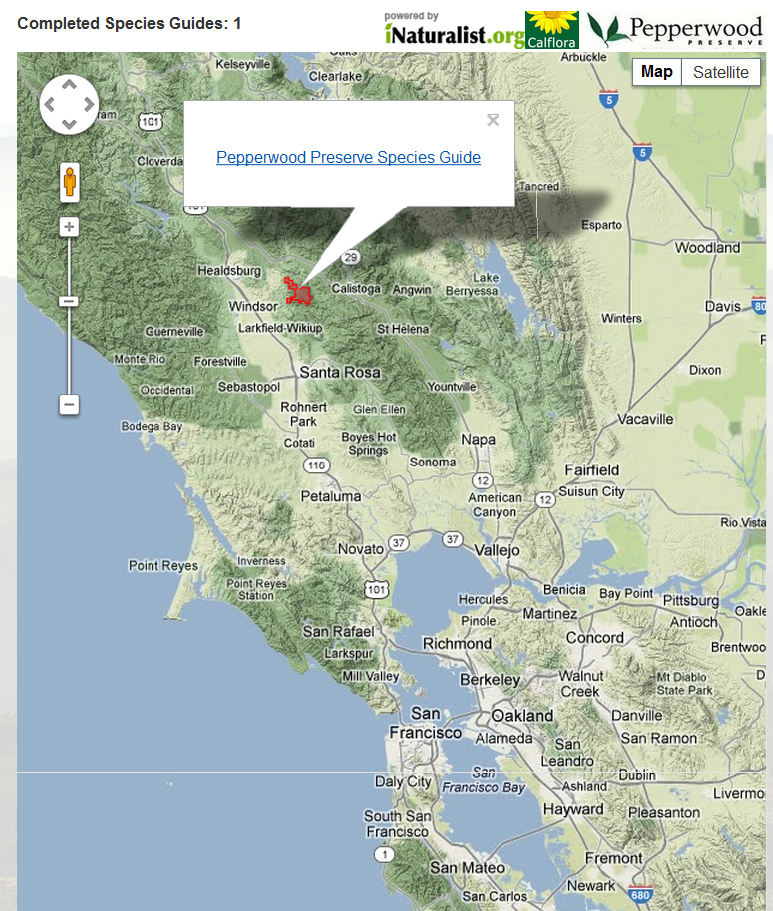 Completed Species Guides: 1
powered by
iNaturalist.org
Calflora
Pepperwood
PRESERVE
Map
Satellite
Kelseyville
Clearlake
Arbuckle
5
101
Cloverda
5
Pepperwood Preserve Species Guide
Tancred
Esparto
Woodland
29
Healdsburg
Calistoga
Angwin
Lake
Berryessa
Windsor
Davis
80
Winters
Guerneville
Larkfield-Wikiup
St Helena
Monte Rio
Forestville
Santa Rosa
Dixon
Occidental
Sebastopol
Yountville
Rohnert
Park
Glen Ellen
Vacaville
Bodega Bay
Cotati
Boyes Hot
Springs
Napa
Sonoma
116
Fairfield
12
Suisun City
Petaluma
American
Canyon
12
Rio Vista
37
37
Novato
Vallejo
Point Reyes
Inverness
Point Reyes
Station
101
Benicia
Bay Point
Pittsburg
Hercules
Martinez
Oakle
Pinole
Antioch
San Rafael
Concord
Richmond
Brentwoo
Larkspur
Mill Valley
Berkeley
Walnut
Creek
Mt Diablo
State Park
San
Francisco
Oakland
Danville
Alameda
San Ramon
San
Leandro
Daly City
San
Francisco Bay
Dublin
Ashland
Livermo
Hayward
Pleasanton
South San
Francisco
1
Fremont
San Mateo
Newark
San Carlos
680